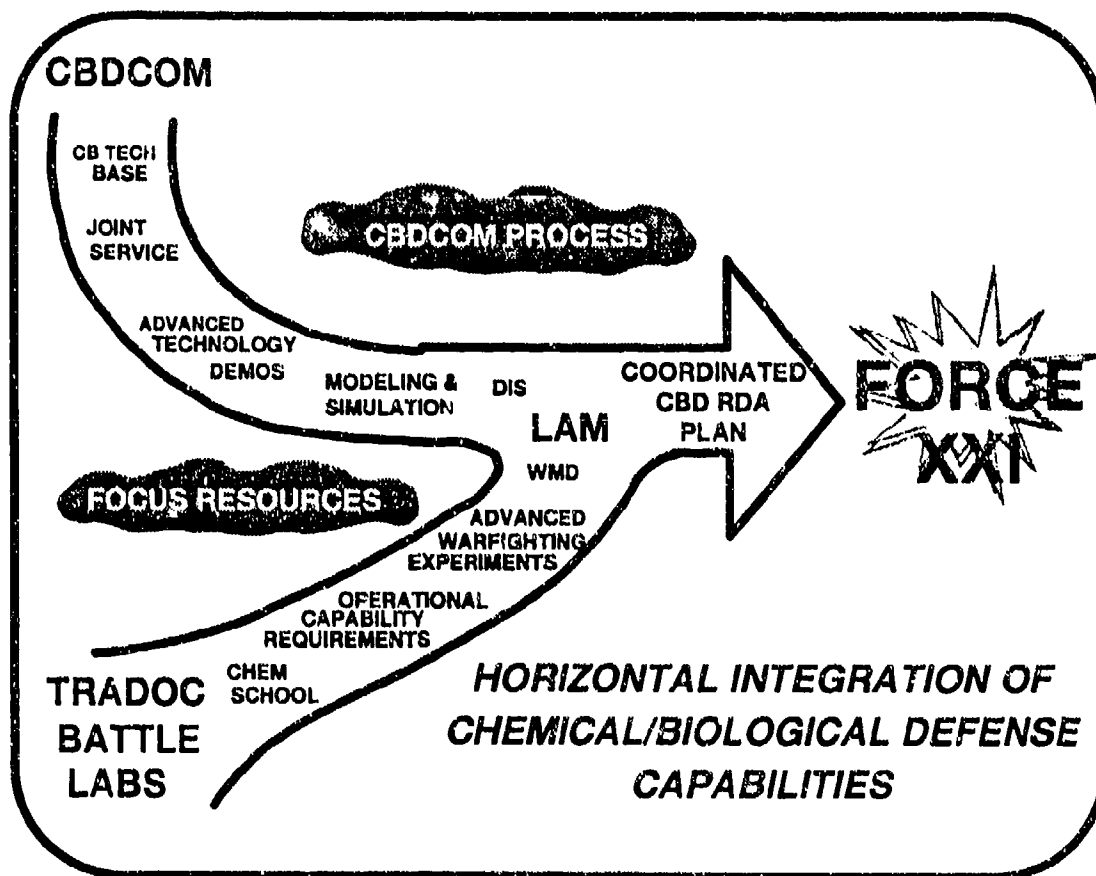 CBDCOM
CB TECH
BASE
JOINT
SERVICE
CBDCOM PROCESS
ADVANCED
TECHNOLOGY
DEMOS
MODELING &
SIMULATION
DIS
LAM
WMD
COORDINATED
CBD RDA
PLAN
FORCE
XXI
FOCUS RESOURCES
ADVANCED
WARFIGHTING
EXPERIMENTS
OPERATIONAL
CAPABILITY
REQUIREMENTS
CHEM
SCHOOL
TRADOC
BATTLE
LABS
HORIZONTAL INTEGRATION OF
CHEMICAL/BIOLOGICAL DEFENSE
CAPABILITIES